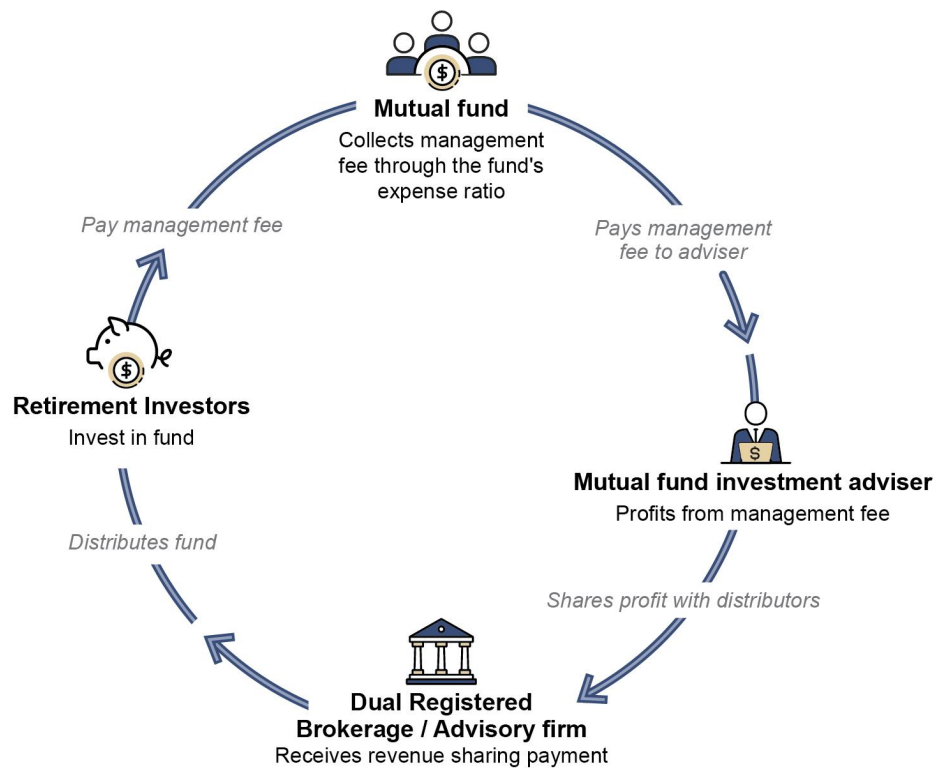 Mutual fund
Collects management
fee through the fund's
expense ratio
Pay management fee
Pays management
fee to adviser
$
$
$
Retirement Investors
Invest in fund
Mutual fund investment adviser
Profits from management fee
Distributes fund
Shares profit with distributors
Dual Registered
Brokerage / Advisory firm
Receives revenue sharing payment